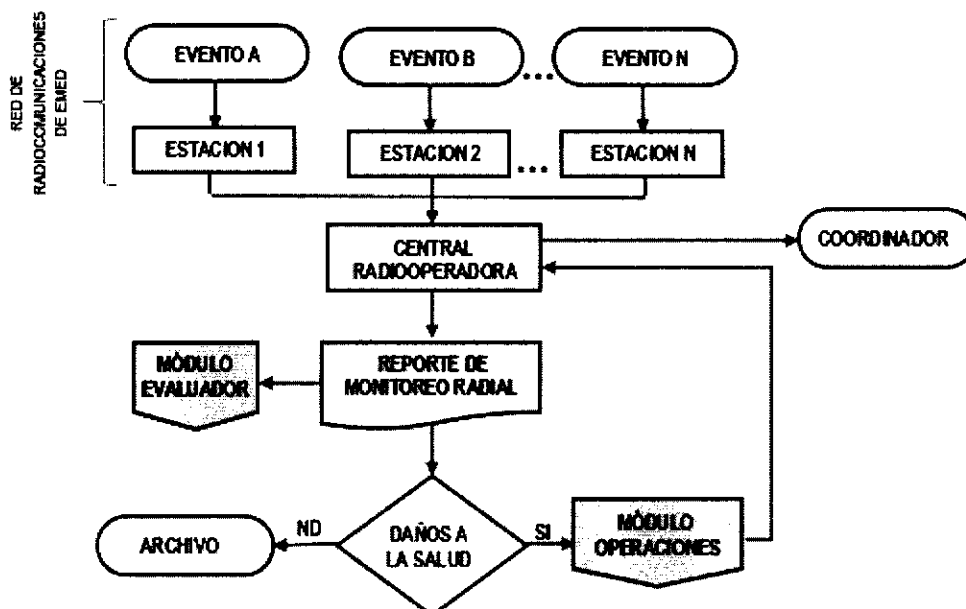 RED DE
RADIOCOMUNICACIONES
DE EMED
EVENTO A
EVENTO B
...
EVENTO N
ESTACION 1
ESTACION 2
...
ESTACION N
CENTRAL
RADIOOPERADORA
COORDINADOR
MÓDULO
EVALUADOR
REPORTE DE
MONITOREO RADIAL
ARCHIVO
NO
DAÑOS A
LA SALUD
SI
MÓDULO
OPERACIONES